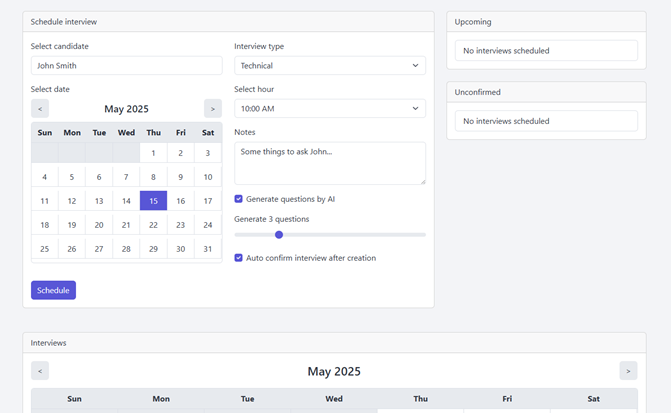 Schedule interview
Select candidate
John Smith
Select date
<
May 2025
>
Sun Mon Tue Wed Thu Fri Sat
1 2 3
4 5 6 7 8 9 10
11 12 13 14 15 16 17
18 19 20 21 22 23 24
25 26 27 28 29 30 31
Schedule
Interview type
Technical
Select hour
10:00 AM
Notes
Some things to ask John...
Generate questions by AI
Generate 3 questions
Auto confirm interview after creation
Upcoming
No interviews scheduled
Unconfirmed
No interviews scheduled
Interviews
<
May 2025
>
Sun Mon Tue Wed Thu Fri Sat